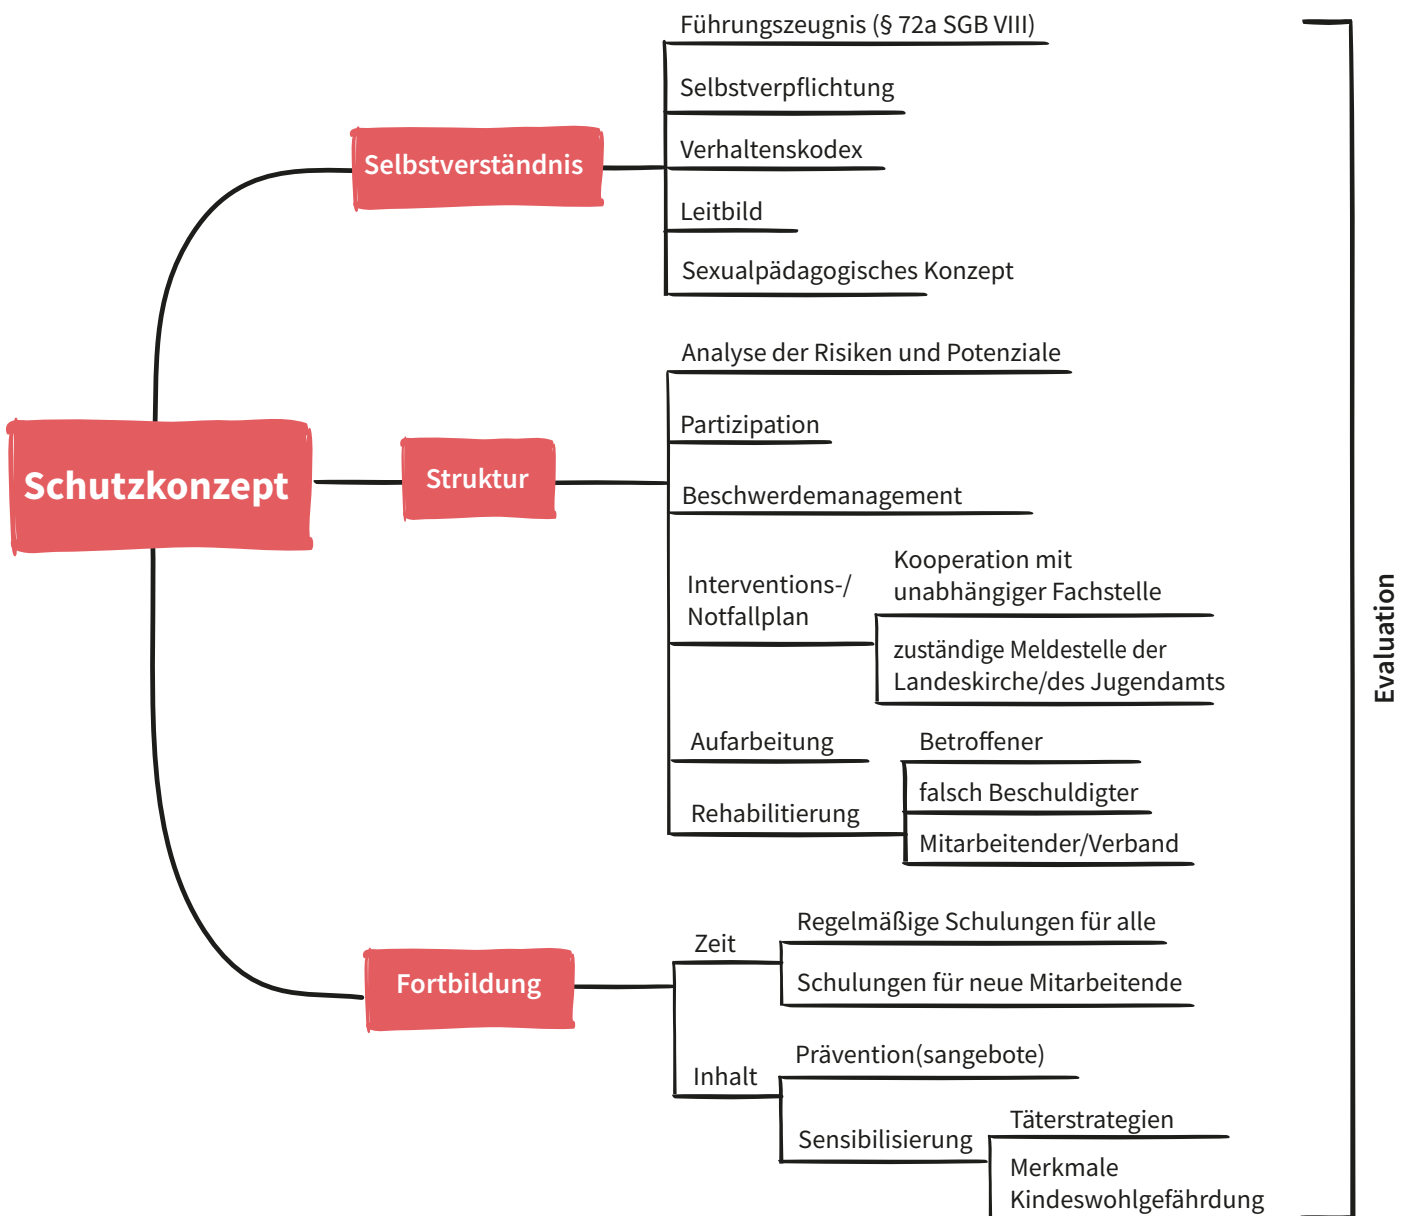 Führungszeugnis (§ 72a SGB VIII)
Selbstverpflichtung
Selbstverständnis
Verhaltenskodex
Leitbild
Sexualpädagogisches Konzept
Schutzkonzept
Struktur
Analyse der Risiken und Potenziale
Partizipation
Beschwerdemanagement
Interventions-/
Notfallplan
Kooperation mit
unabhängiger Fachstelle
zuständige Meldestelle der
Landeskirche/des Jugendamts
Aufarbeitung
Rehabilitierung
Betroffener
falsch Beschuldigter
Mitarbeitender/Verband
Fortbildung
Zeit
Regelmäßige Schulungen für alle
Schulungen für neue Mitarbeitende
Inhalt
Prävention(sangebote)
Sensibilisierung
Täterstrategien
Merkmale
Kindeswohlgefährdung
Evaluation